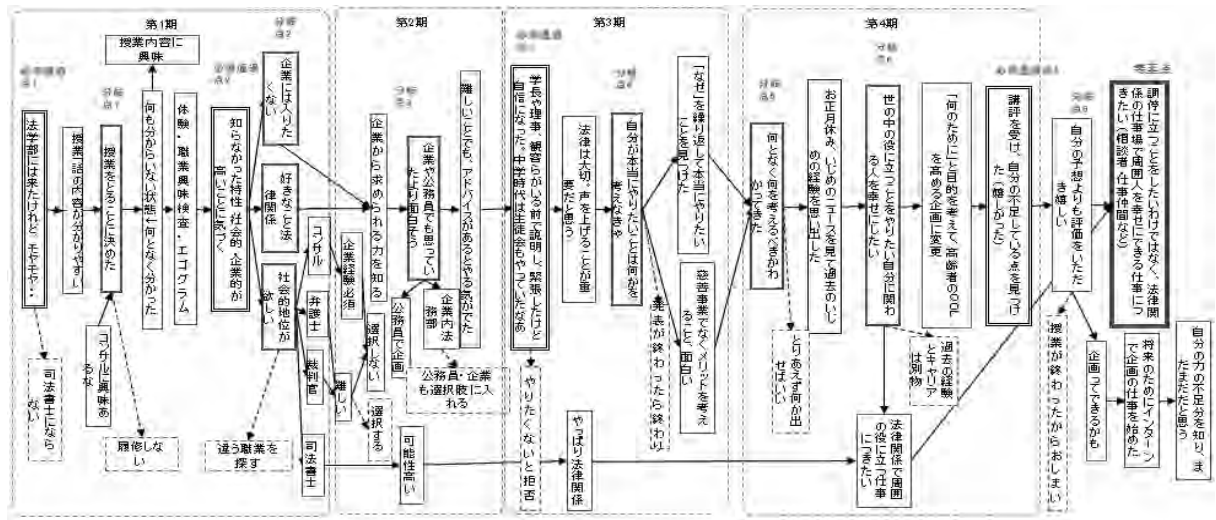 第1期
第2期
第3期
第4期
授業内容に
興味
法学部には来たけれど、モヤモヤ・・
司法書士になら
ない
授業で話の内容が分かりやすい
授業をとることに決めた
コンサルに興味あ
るな
履修しな
い
何も分からない状態←何となく分かった
体験・職業興味検査・エゴグラム
知らなかった特性、社会的・企業的が
高いことに気づく
企業には入りた
くない
好きなこと法
律関係
社会的地位が
欲しい
違う職業を
探す
コンサル
弁護士
裁判官
司法書士
企業経験必須
難しい
選択しない
選択する
可能性高い
企業から求められる力を知る
企業や公務員でも思ってい
たより面白そう
公務員で企画
企業内法
務部
公務員・企業
も選択肢に入
れる
難しいことでも、アドバイスがあるとやる気がでた
学長や理事、観客らがいる前で説明し、緊張したけど
自信になった。中学時代は生徒会もやっていたなあ
やりたくないと拒否
法律は大切。声を上げることが重
要だと思う
やっぱり法律関係
自分が本当にやりたいことは何かを
考えなきゃ
発表が終わったら終わり
「なぜ」を繰り返して本当にやりたい
ことを見つけた
慈善事業でなくメリットを考え
ること、面白い
何となく何を考えるべきかわ
かってきた
とりあえず何か出
せばいい
お正月休み、いじめのニュースを見て過去のいじ
めの経験を思い出した
世の中の役に立つことをやりたい自分に関わ
る人を幸せにしたい
過去の経験
とキャリア
は別物
法律関係で周囲
の役に立つ仕事
につきたい
「何のために」と目的を考えて、高齢者のQOL
を高める企画に変更
講評を受け、自分の不足している点を見つけ
た（嬉しかった）
自分の予想よりも評価をいただ
き嬉しい
授業が終わったからおしまい
企画ってできるかも
調停に立つことをしたいわけではなく、法律関
係の仕事場で周囲人を幸せにできる仕事につ
きたい（相談者、仕事仲間など）
将来のためにインターン
で企画の仕事を始めた
自分の力の不足分を知り、ま
だまだだと思う